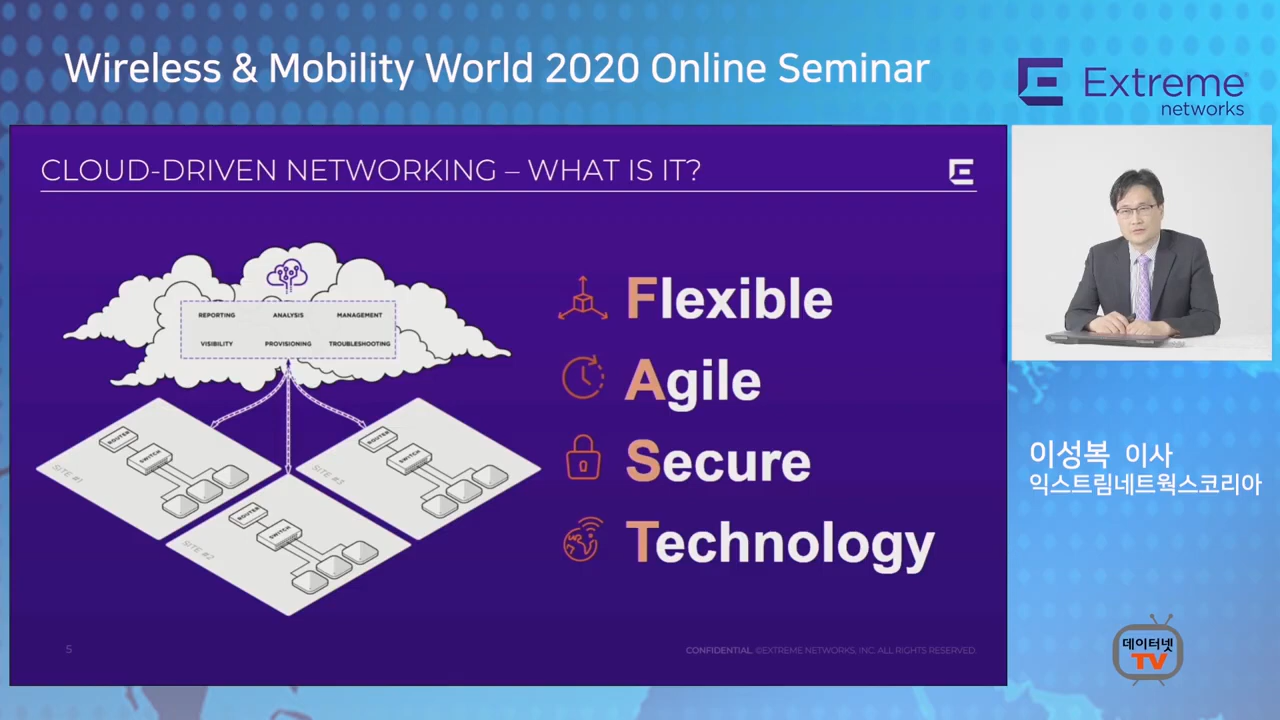 Wireless & Mobility World 2020 Online Seminar
Extreme
networks
CLOUD-DRIVEN NETWORKING – WHAT IS IT?
REPORTING ANALYSIS MANAGEMENT
VISIBILITY PROVISIONING TROUBLESHOOTING
ROUTER
SWITCH
SITE #1
ROUTER
SWITCH
SITE #2
ROUTER
SWITCH
SITE #3
Flexible
Agile
Secure
Technology
5
CONFIDENTIAL. ©EXTREME NETWORKS, INC. ALL RIGHTS RESERVED.
이성복 이사
익스트림네트웍스코리아
데이터넷
TV